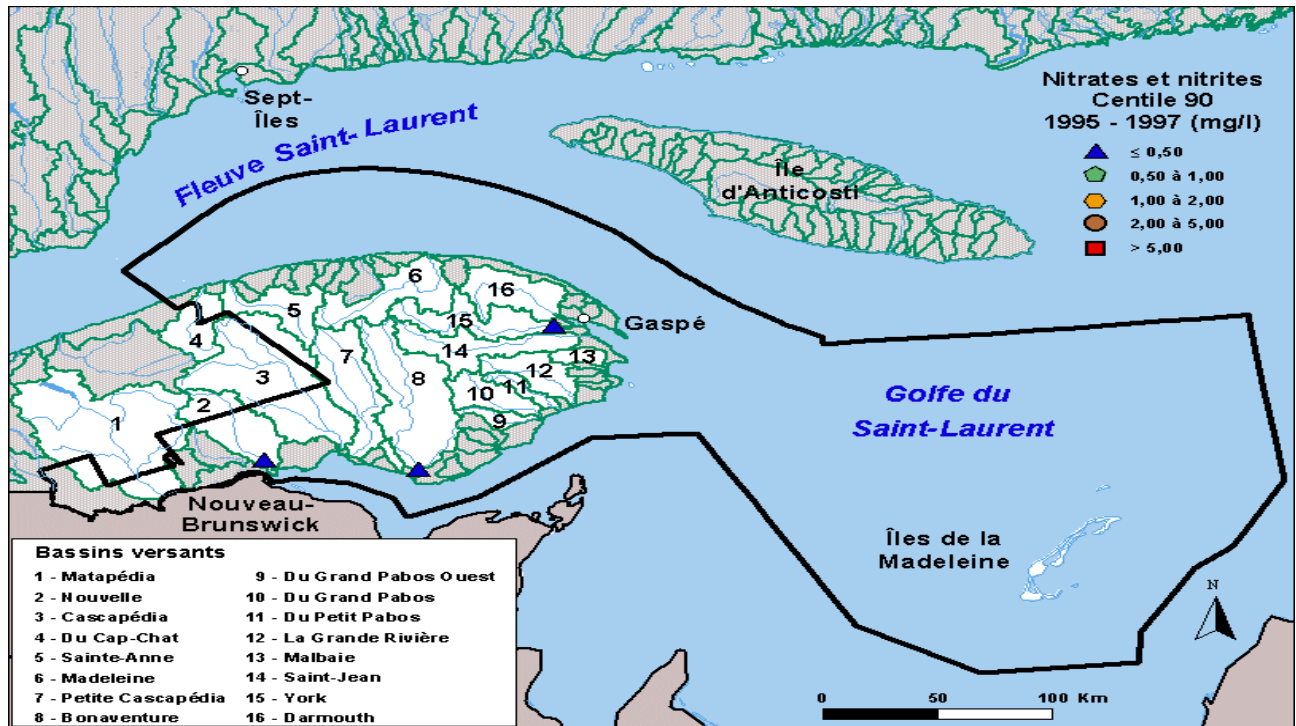 Sept-
Îles
Fleuve Saint-Laurent
Île
d'Anticosti
Nitrates et nitrites
Centile 90
1995 - 1997 (mg/l)
≤ 0,50
0,50 à 1,00
1,00 à 2,00
2,00 à 5,00
> 5,00
6
16
5
15
Gaspé
4
14
13
7
12
3
8
11
10
2
9
1
Golfe du
Saint-Laurent
Nouveau-
Brunswick
Îles de la
Madeleine
N
Bassins versants
1 - Matapédia
2 - Nouvelle
3 - Cascapédia
4 - Du Cap-Chat
5 - Sainte-Anne
6 - Madeleine
7 - Petite Cascapédia
8 - Bonaventure
9 - Du Grand Pabos Ouest
10 - Du Grand Pabos
11 - Du Petit Pabos
12 - La Grande Rivière
13 - Malbaie
14 - Saint-Jean
15 - York
16 - Darmouth
0 50 100 Km